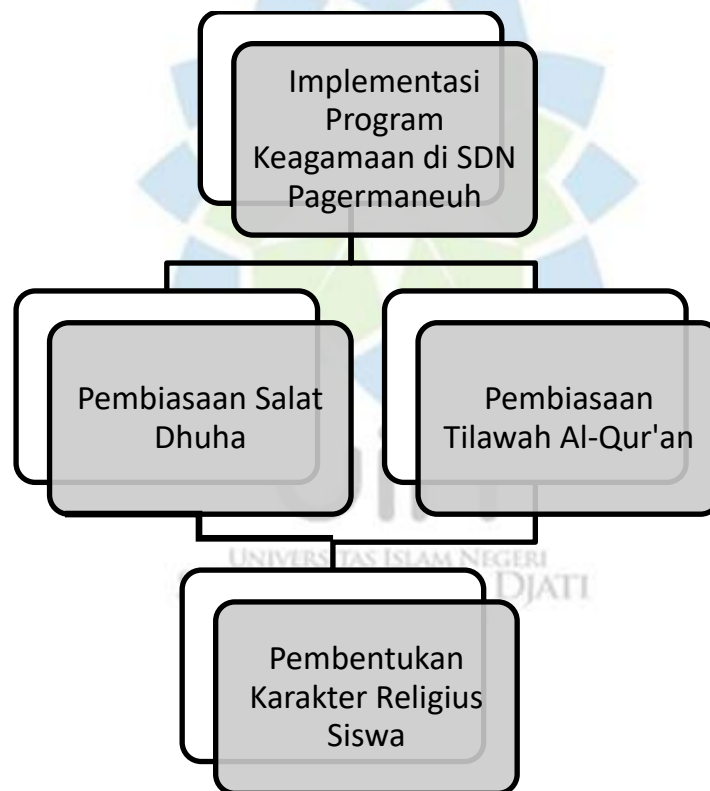 Implementasi
Program
Keagamaan di SDN
Pagermaneuh
Pembiasaan Salat
Dhuha
Pembiasaan
Tilawah Al-Qur'an
UNIVERSITAS ISLAM NEGERI
DJATI
Pembentukan
Karakter Religius
Siswa